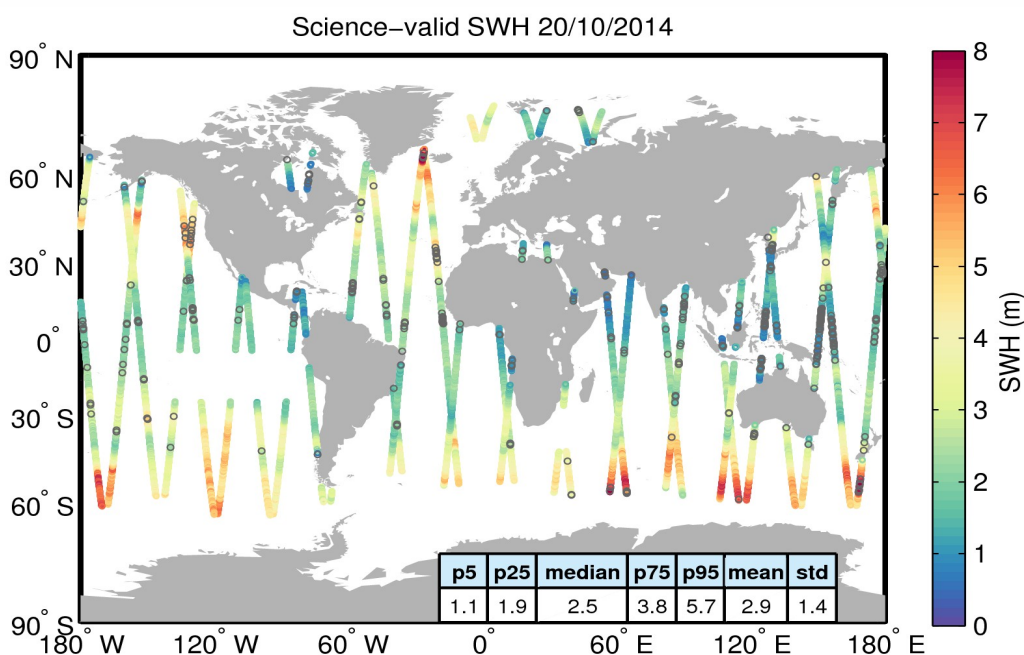 Science−valid SWH 20/10/2014
90° N
60° N
30° N
0°
30° S
60° S
90° S
180° W
120° W
60° W
0°
60° E
120° E
180° E
p5 p25 median p75 p95 mean std
1.1 1.9 2.5 3.8 5.7 2.9 1.4
8
7
6
5
4
3
2
1
0
SWH (m)